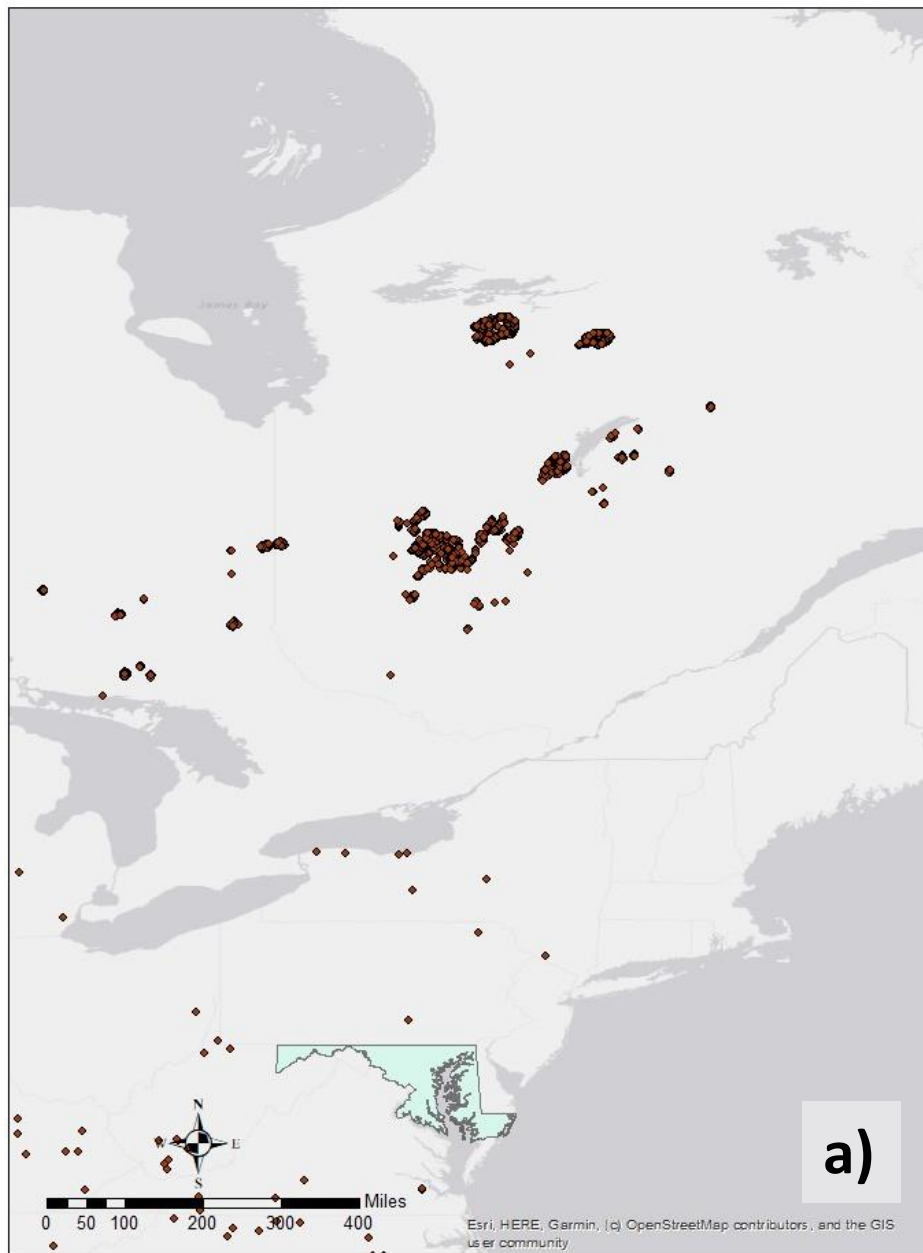 James Bay
N
W E
S
a)
Miles
0 50 100 200 300 400
Esri, HERE, Garmin, (c) OpenStreetMap contributors, and the GIS
user community